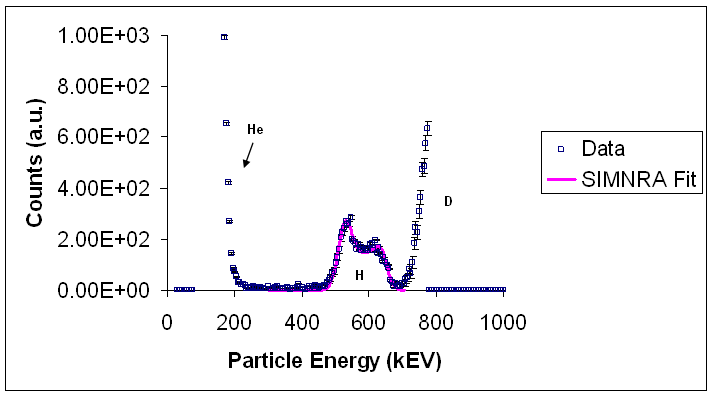 1.00E+03
8.00E+02
6.00E+02
4.00E+02
2.00E+02
0.00E+00
Counts (a.u.)
He
H
D
Data
SIMNRA Fit
0 200 400 600 800 1000
Particle Energy (kEV)